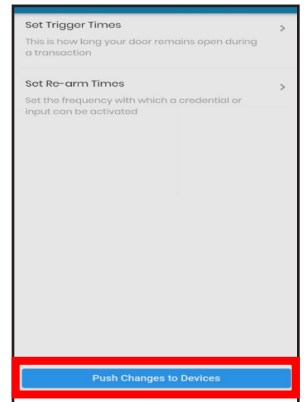 Set Trigger Times
This is how long your door remains open during
a transaction
Set Re-arm Times
Set the frequency with which a credential or
input can be activated
Push Changes to Devices